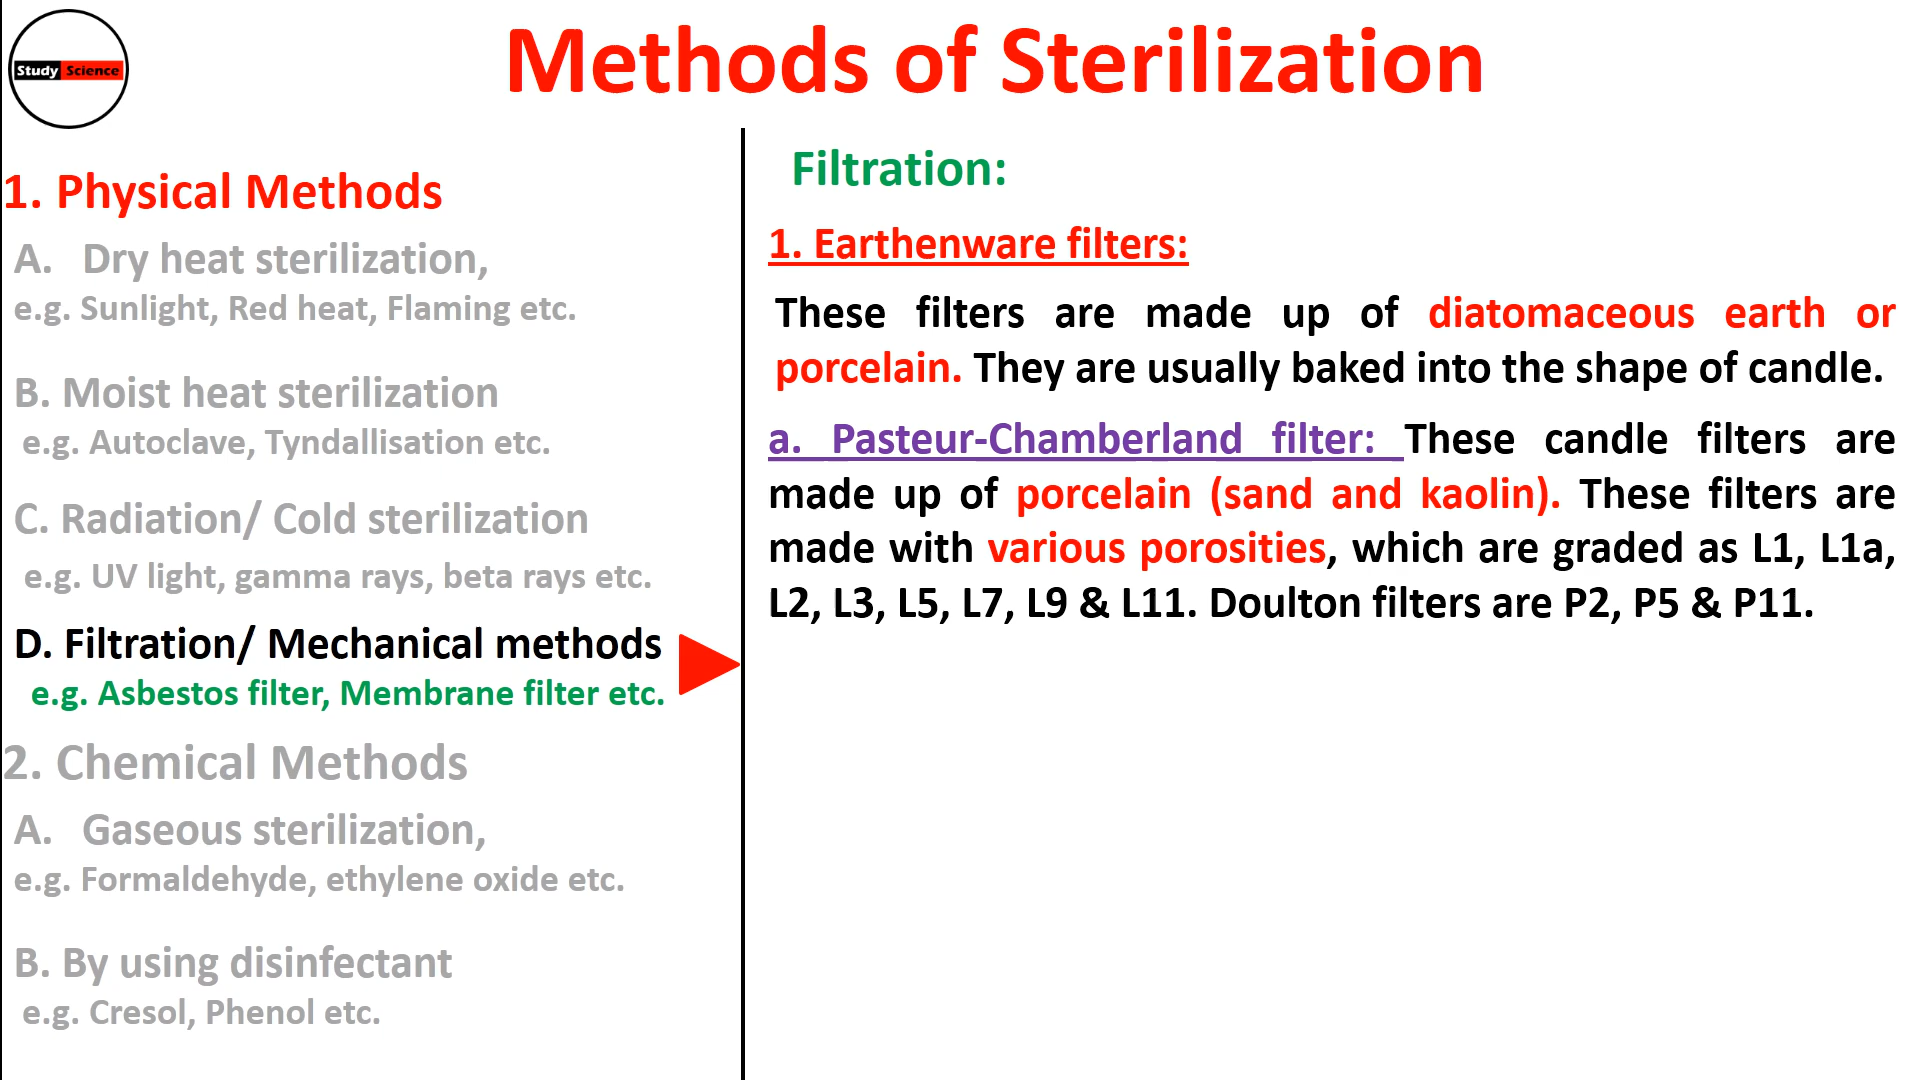 Study Science
Methods of Sterilization
1. Physical Methods
A. Dry heat sterilization,
e.g. Sunlight, Red heat, Flaming etc.
B. Moist heat sterilization
e.g. Autoclave, Tyndallisation etc.
C. Radiation/ Cold sterilization
e.g. UV light, gamma rays, beta rays etc.
D. Filtration/ Mechanical methods
e.g. Asbestos filter, Membrane filter etc.
2. Chemical Methods
A. Gaseous sterilization,
e.g. Formaldehyde, ethylene oxide etc.
B. By using disinfectant
e.g. Cresol, Phenol etc.
Filtration:
1. Earthenware filters:
These filters are made up of diatomaceous earth or
porcelain. They are usually baked into the shape of candle.
a. Pasteur-Chamberland filter: These candle filters are
made up of porcelain (sand and kaolin). These filters are
made with various porosities, which are graded as L1, L1a,
L2, L3, L5, L7, L9 & L11. Doulton filters are P2, P5 & P11.